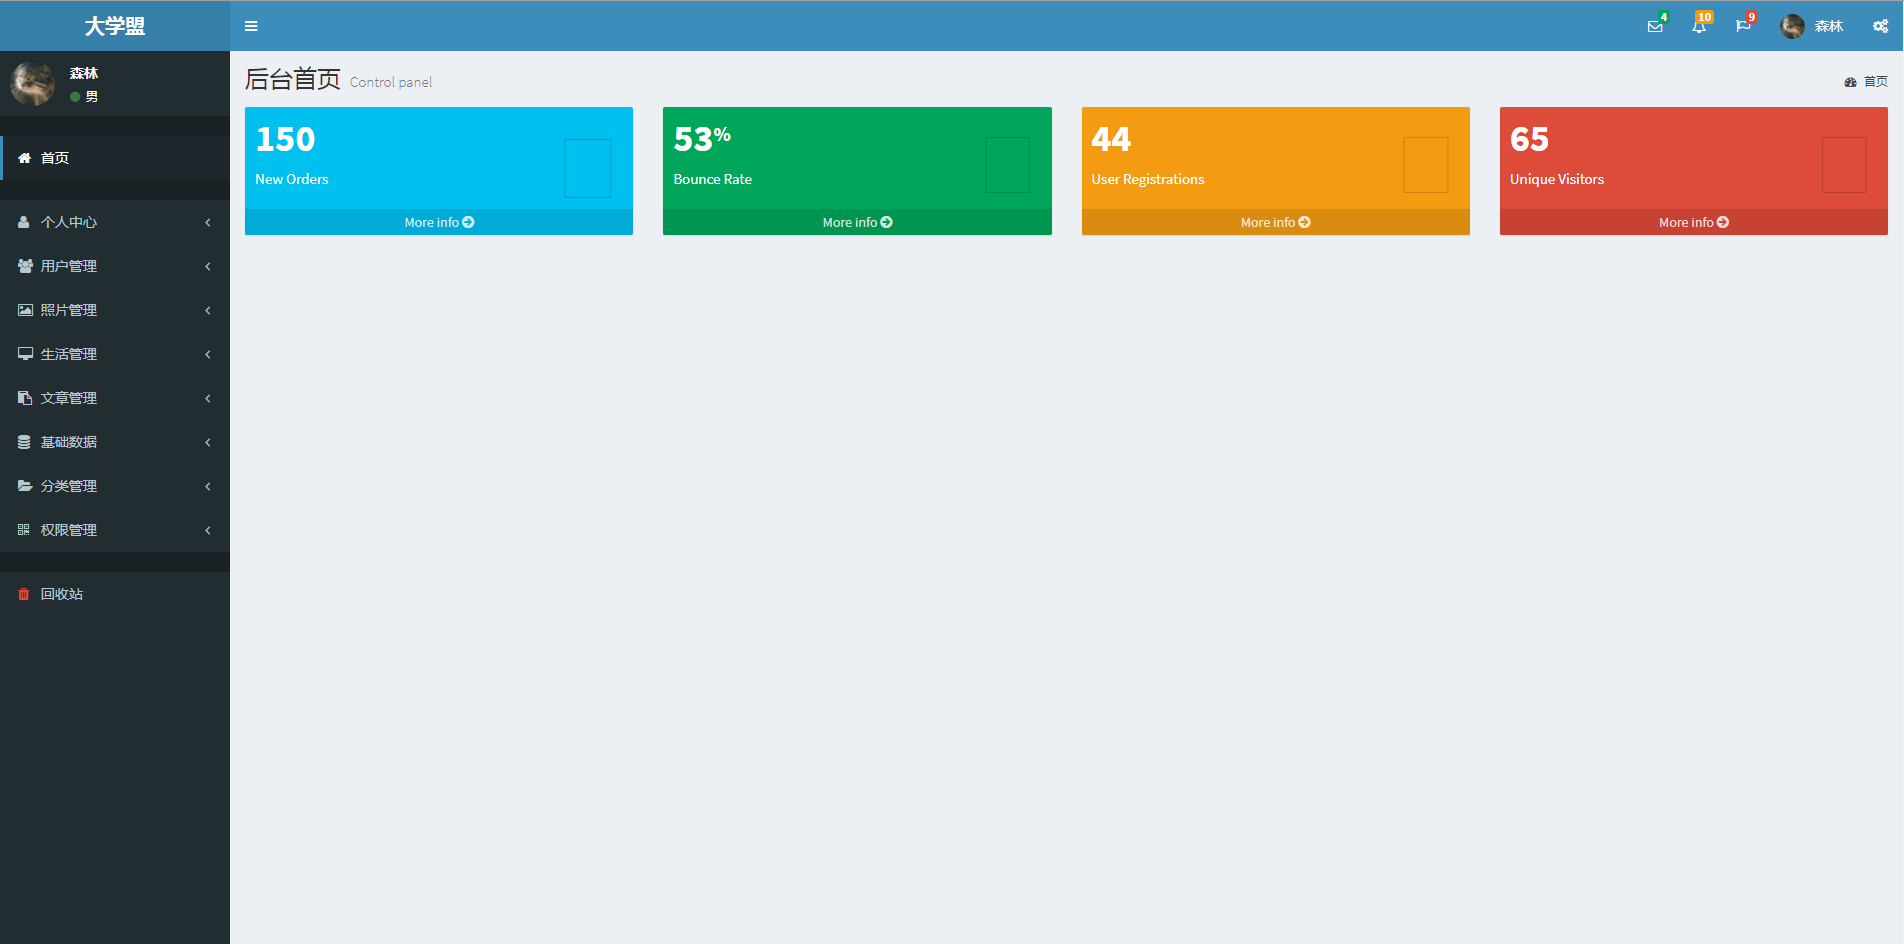 大学盟
4
10
9
森林
森林
男
首页
个人中心
用户管理
照片管理
生活管理
文章管理
基础数据
分类管理
权限管理
回收站
后台首页 Control panel
首页
150
New Orders
More info
53%
Bounce Rate
More info
44
User Registrations
More info
65
Unique Visitors
More info